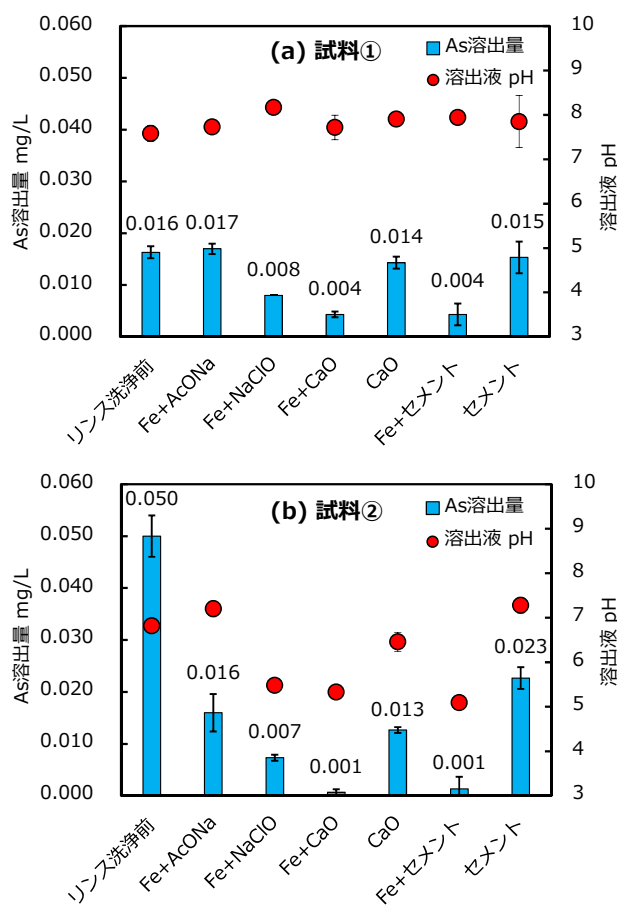 (a) 試料①
As溶出量
溶出液 pH
As溶出量 mg/L
溶出液 pH
0.060
0.050
0.040
0.030
0.020
0.010
0.000
10
9
8
7
6
5
4
3
0.016
0.017
0.008
0.004
0.014
0.004
0.015
リンス洗浄前
Fe+AcONa
Fe+NaClO
Fe+CaO
CaO
Fe+セメント
セメント
(b) 試料②
As溶出量
溶出液 pH
As溶出量 mg/L
溶出液 pH
0.060
0.050
0.040
0.030
0.020
0.010
0.000
10
9
8
7
6
5
4
3
0.050
0.016
0.007
0.001
0.013
0.001
0.023
リンス洗浄前
Fe+AcONa
Fe+NaClO
Fe+CaO
CaO
Fe+セメント
セメント